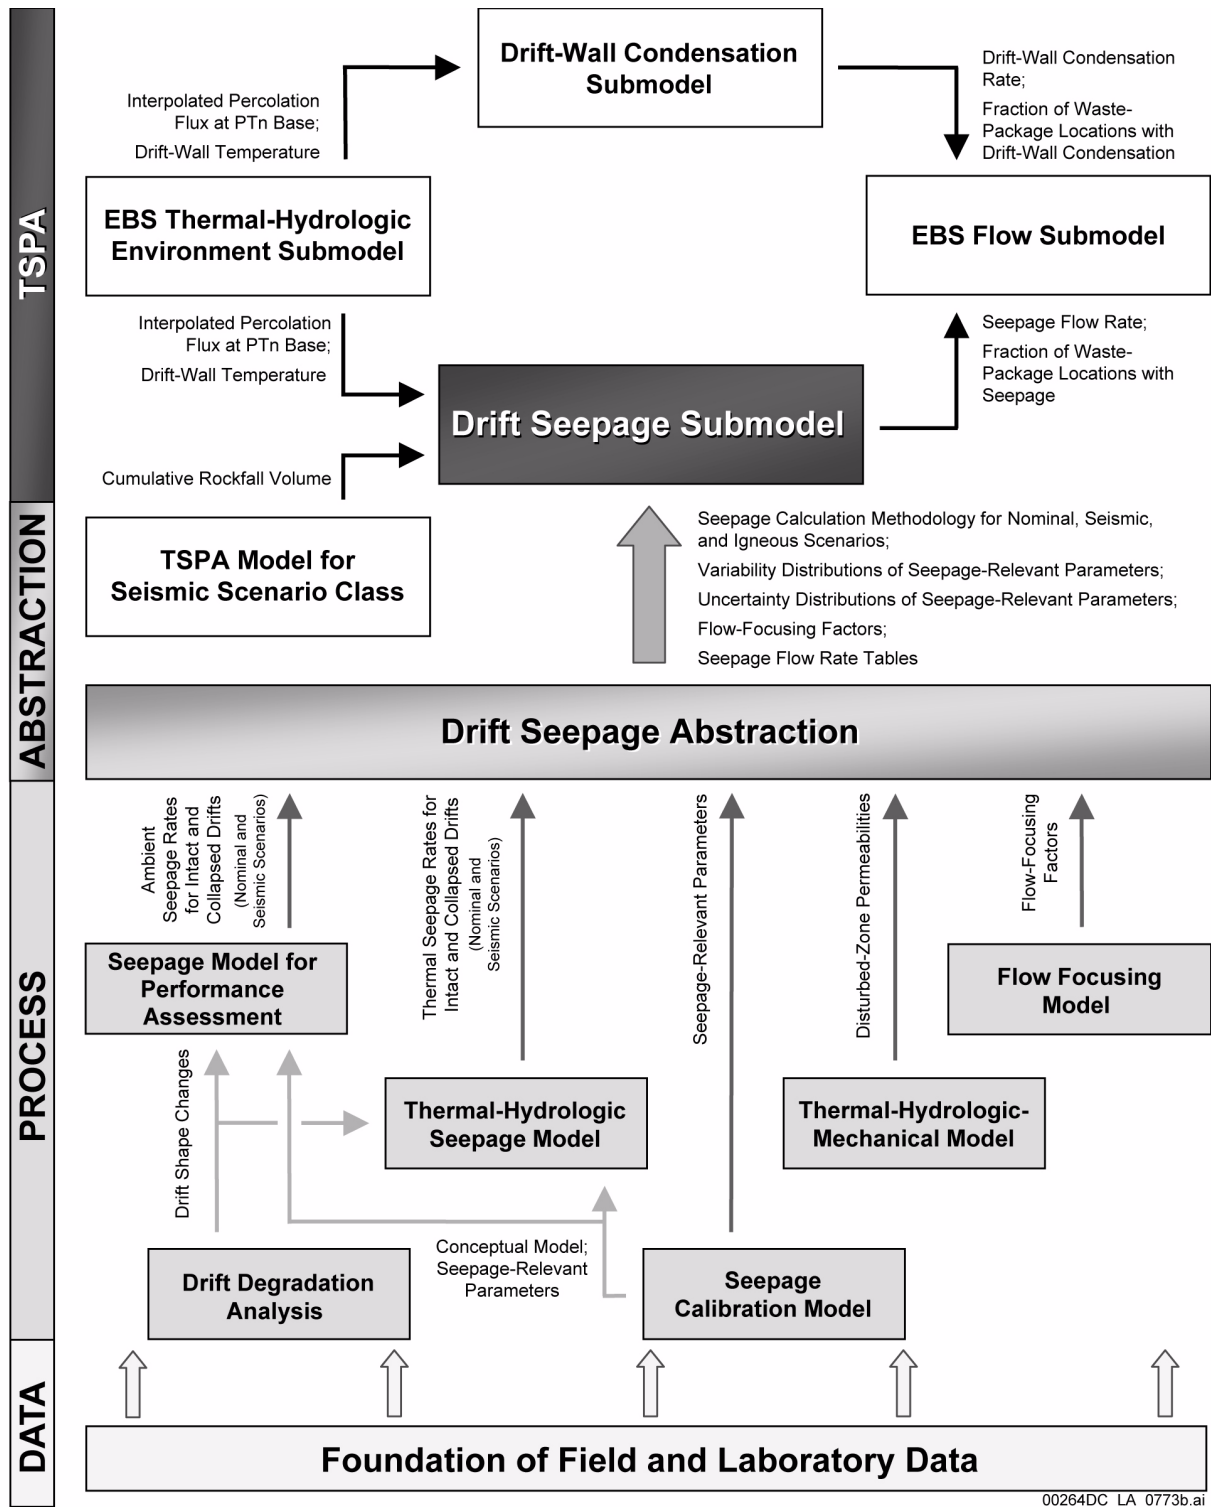 TSPA
Drift-Wall Condensation
Submodel
Interpolated Percolation
Flux at PTn Base;
Drift-Wall Temperature
Drift-Wall Condensation
Rate;
Fraction of Waste-
Package Locations with
Drift-Wall Condensation
EBS Thermal-Hydrologic
Environment Submodel
EBS Flow Submodel
Interpolated Percolation
Flux at PTn Base;
Drift-Wall Temperature
Seepage Flow Rate;
Fraction of Waste-
Package Locations with
Seepage
Drift Seepage Submodel
Cumulative Rockfall Volume
ABSTRACTION
TSPA Model for
Seismic Scenario Class
Seepage Calculation Methodology for Nominal, Seismic,
and Igneous Scenarios;
Variability Distributions of Seepage-Relevant Parameters;
Uncertainty Distributions of Seepage-Relevant Parameters;
Flow-Focusing Factors;
Seepage Flow Rate Tables
Drift Seepage Abstraction
PROCESS
Ambient
Seepage Rates
for Intact and
Collapsed Drifts
(Nominal and
Seismic Scenarios)
Thermal Seepage Rates for
Intact and Collapsed Drifts
(Nominal and
Seismic Scenarios)
Seepage-Relevant Parameters
Disturbed-Zone Permeabilities
Flow-Focusing
Factors
Seepage Model for
Performance
Assessment
Flow Focusing
Model
Drift Shape Changes
Thermal-Hydrologic
Seepage Model
Thermal-Hydrologic-
Mechanical Model
Conceptual Model;
Seepage-Relevant
Parameters
Drift Degradation
Analysis
Seepage
Calibration Model
DATA
Foundation of Field and Laboratory Data
00264DC_LA_0773b.ai